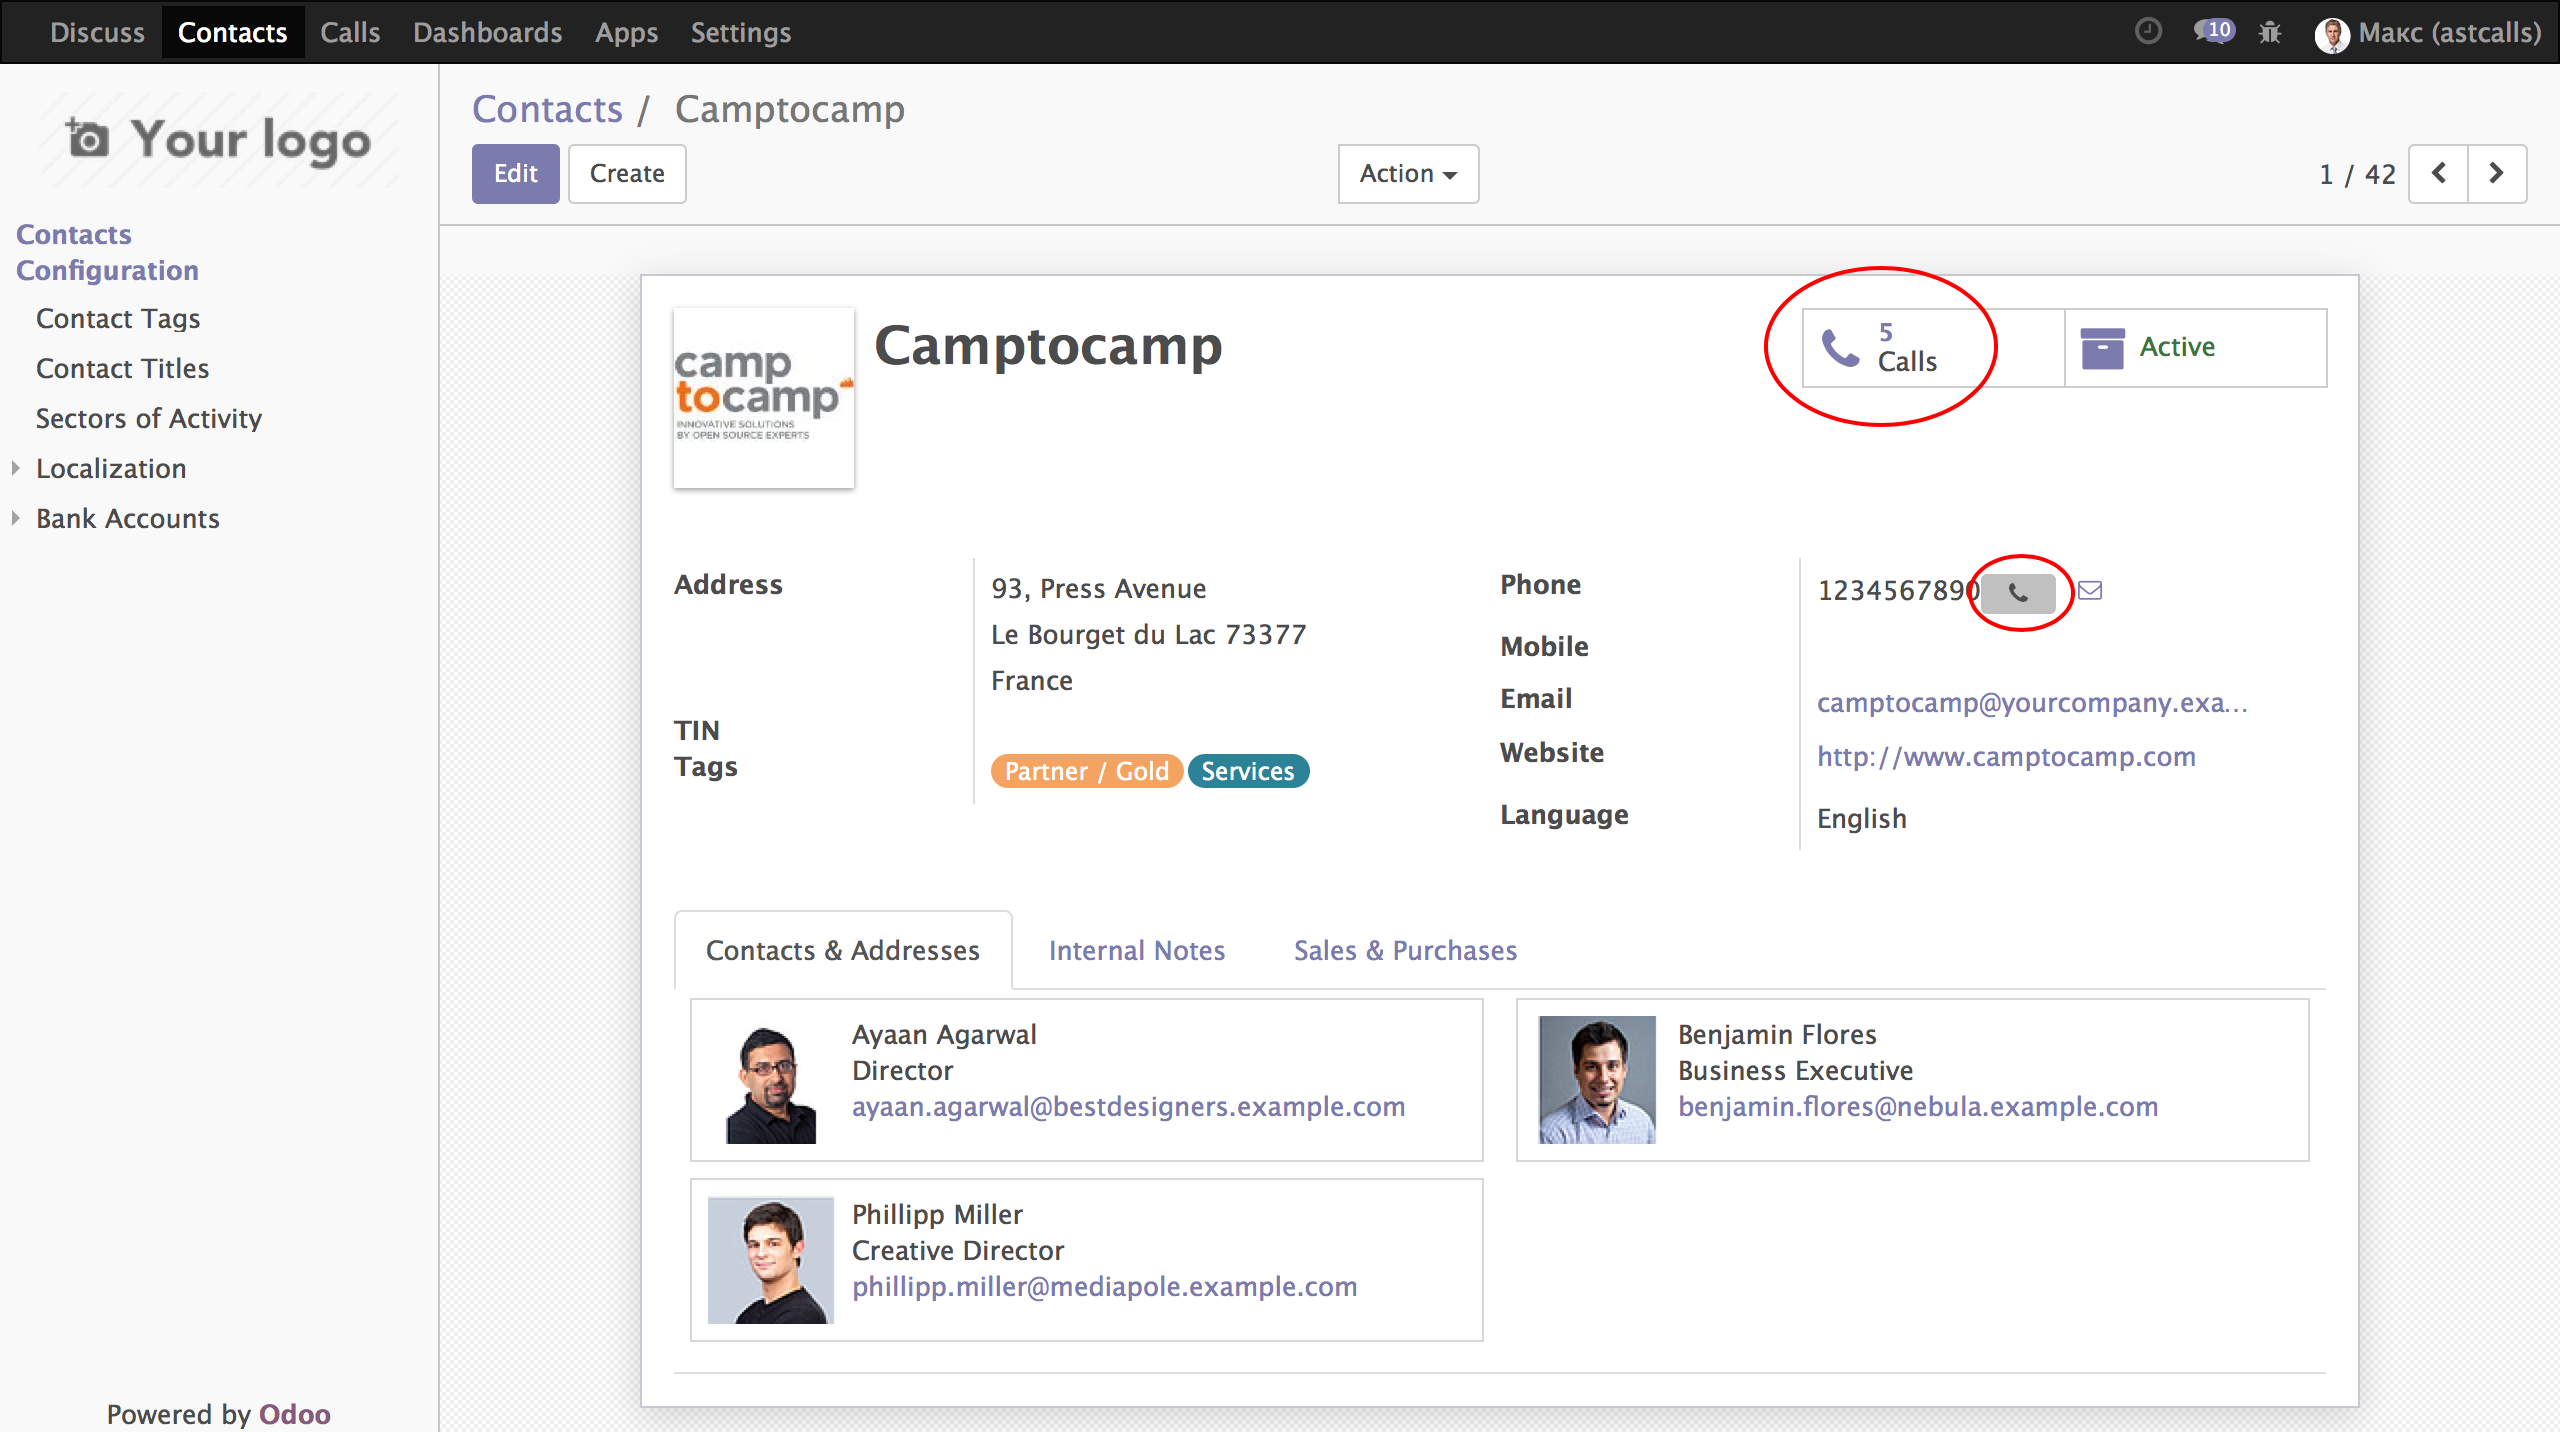 Discuss Contacts Calls Dashboards Apps Settings
10 Макс (astcalls)
Your logo
Contacts
Configuration
Contact Tags
Contact Titles
Sectors of Activity
Localization
Bank Accounts
Powered by Odoo
Contacts / Camptocamp
Edit Create
Action
1 / 42
camp
tocamp
INNOVATIVE SOLUTIONS
BY OPEN SOURCE EXPERTS
Camptocamp
5
Calls
Active
Address
93, Press Avenue
Le Bourget du Lac 73377
France
TIN
Tags
Partner / Gold Services
Phone
1234567890
Mobile
Email
camptocamp@yourcompany.exa...
Website
http://www.camptocamp.com
Language
English
Contacts & Addresses Internal Notes Sales & Purchases
Ayaan Agarwal
Director
ayaan.agarwal@bestdesigners.example.com
Benjamin Flores
Business Executive
benjamin.flores@nebula.example.com
Phillipp Miller
Creative Director
phillipp.miller@mediapole.example.com